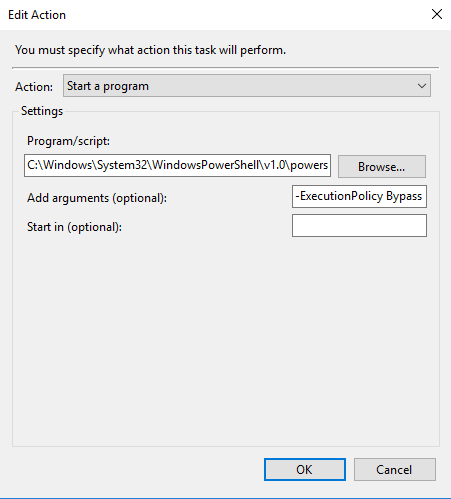 Edit Action
You must specify what action this task will perform.
Action: Start a program
Settings
Program/script:
C:\Windows\System32\WindowsPowerShell\v1.0\powers
Browse...
Add arguments (optional): -ExecutionPolicy Bypass
Start in (optional):
OK Cancel